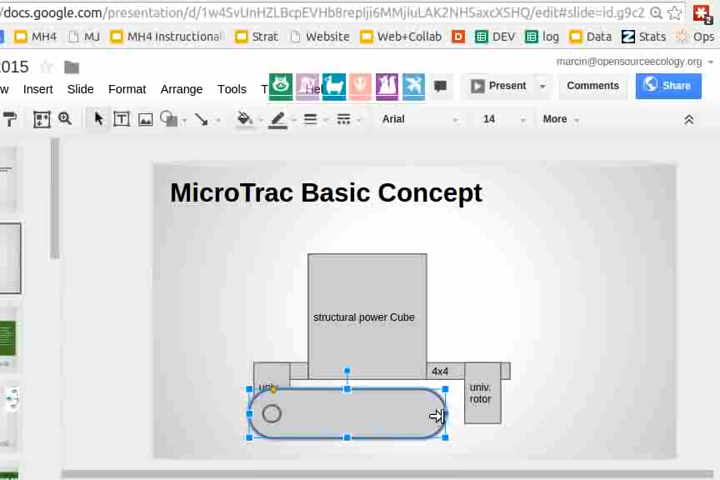 docs.google.com/presentation/d/1w4SvUnHZLBcpEVHb8replji6MMjiuLAK2NHSaxcXSHQ/edit#slide=id.g9c2
MH4 MJ MH4 Instructional Strat Website Web+Collab DEV log Data Stats Ops
2015 marcin@opensourceecology.org
w Insert Slide Format Arrange Tools T Hel Present Comments Share
Arial 14 More
MicroTrac Basic Concept
structural power Cube
4x4
univ.
rotor